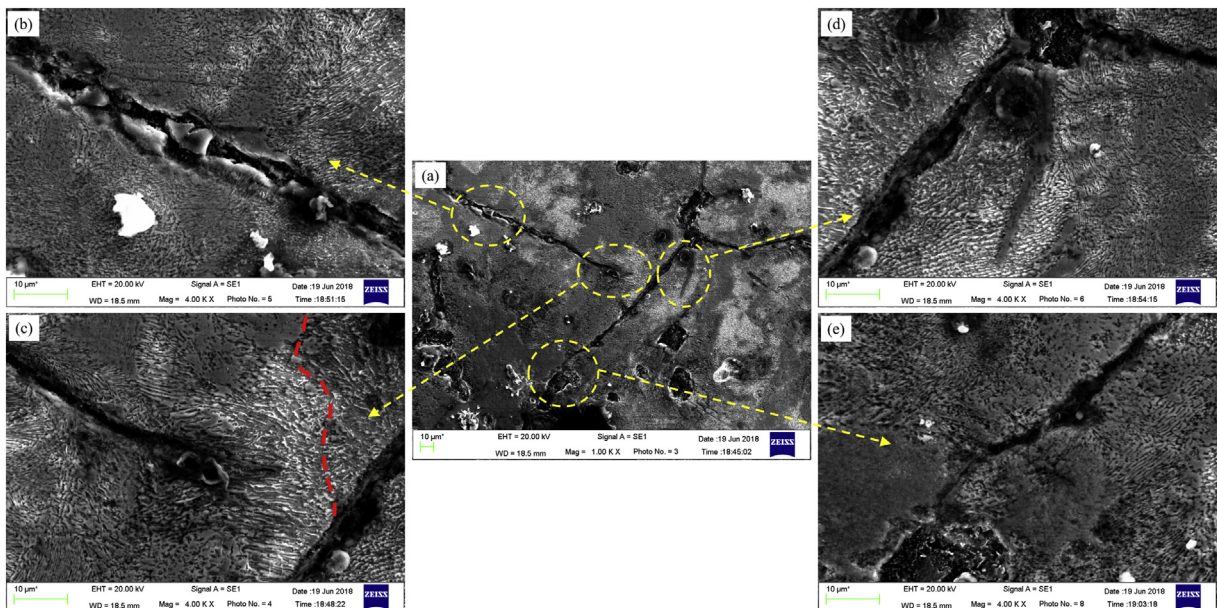 (b)
10 µm*
EHT = 20.00 kV
Signal A = SE1
Date :19 Jun 2018
WD = 18.5 mm
Mag = 4.00 K X
Photo No. = 5
Time :18:51:15
ZEISS
(d)
10 µm*
EHT = 20.00 kV
Signal A = SE1
Date :19 Jun 2018
WD = 18.5 mm
Mag = 4.00 K X
Photo No. = 6
Time :18:54:15
ZEISS
(a)
10 µm*
EHT = 20.00 kV
Signal A = SE1
Date :19 Jun 2018
WD = 18.5 mm
Mag = 1.00 K X
Photo No. = 3
Time :18:45:02
ZEISS
(c)
10 µm*
EHT = 20.00 kV
Signal A = SE1
Date :19 Jun 2018
WD = 18.5 mm
Mag = 4.00 K X
Photo No. = 4
Time :18:48:22
ZEISS
(e)
10 µm*
EHT = 20.00 kV
Signal A = SE1
Date :19 Jun 2018
WD = 18.5 mm
Mag = 4.00 K X
Photo No. = 8
Time :19:03:18
ZEISS